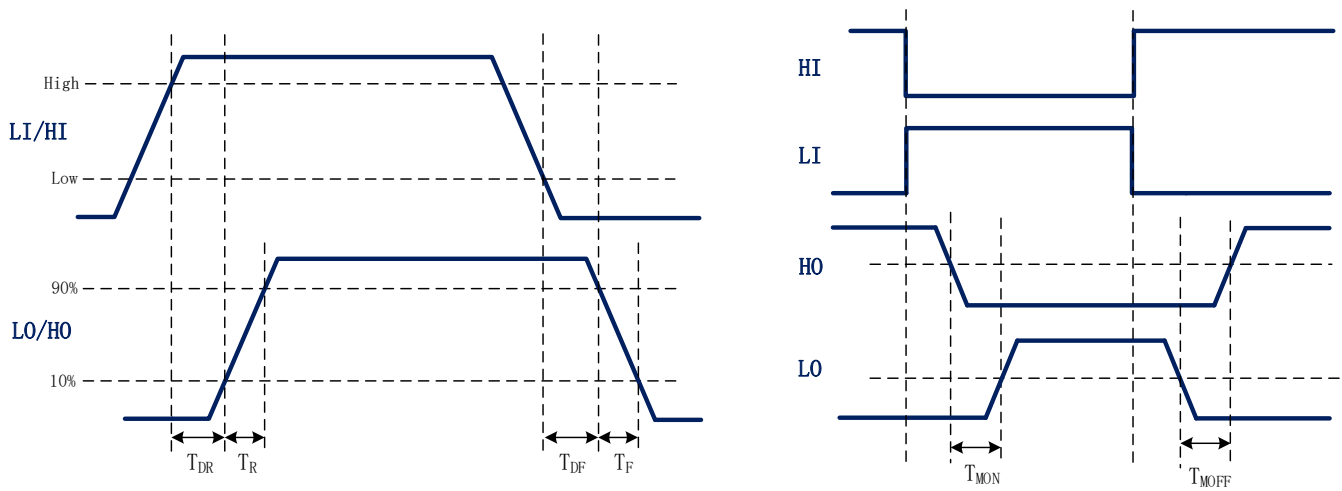 High
LI/HI
Low
90%
LO/HO
10%
TDR TR TDF TF
HI
LI
HO
LO
TMON TMOFF